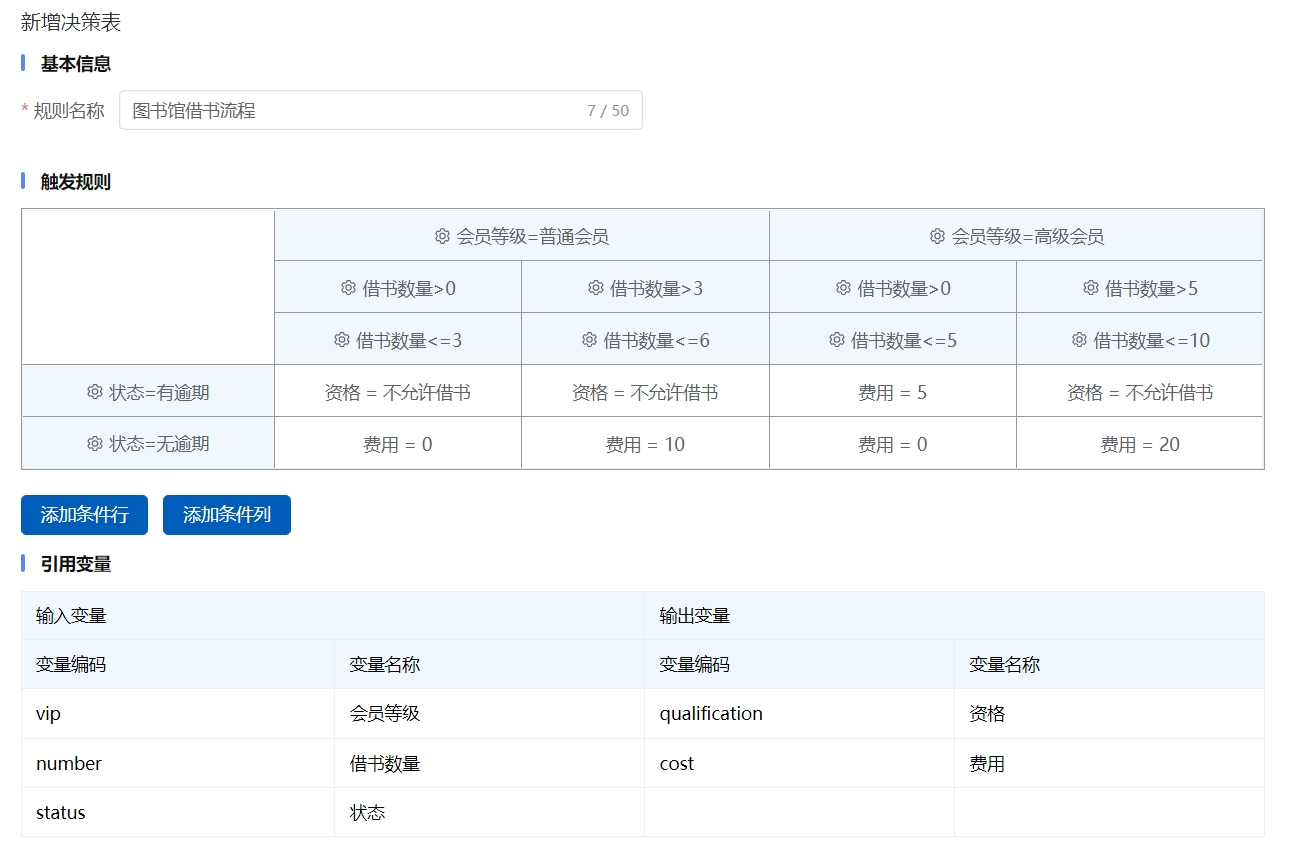 新增决策表
基本信息
* 规则名称 图书馆借书流程 7 / 50
触发规则
会员等级=普通会员 会员等级=高级会员
借书数量>0 借书数量>3 借书数量>0 借书数量>5
借书数量<=3 借书数量<=6 借书数量<=5 借书数量<=10
状态=有逾期 资格 = 不允许借书 资格 = 不允许借书 费用 = 5 资格 = 不允许借书
状态=无逾期 费用 = 0 费用 = 10 费用 = 0 费用 = 20
添加条件行 添加条件列
引用变量
输入变量 输出变量
变量编码 变量名称 变量编码 变量名称
vip 会员等级 qualification 资格
number 借书数量 cost 费用
status 状态